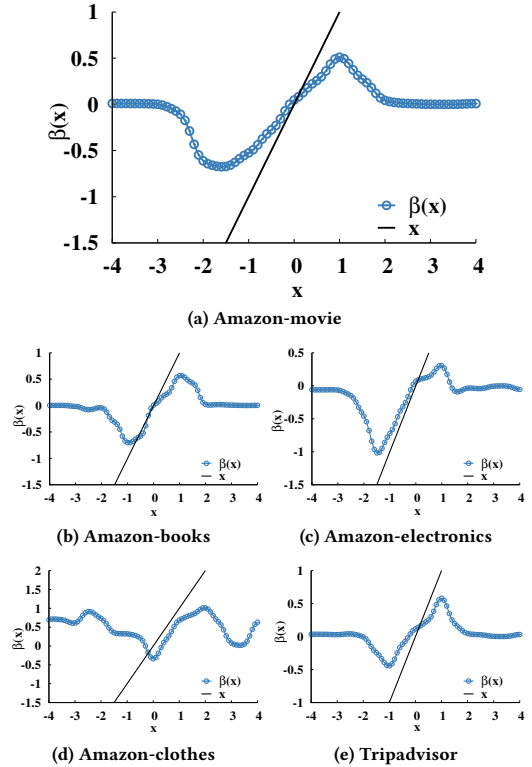 1
0.5
0
-0.5
-1
-1.5
β(x)
-4 -3 -2 -1 0 1 2 3 4
x
β(x)
x
(a) Amazon-movie
1
0.5
0
-0.5
-1
-1.5
β(x)
-4 -3 -2 -1 0 1 2 3 4
x
β(x)
x
(b) Amazon-books
0.5
0
-0.5
-1
-1.5
β(x)
-4 -3 -2 -1 0 1 2 3 4
x
β(x)
x
(c) Amazon-electronics
2
1.5
1
0.5
0
-0.5
-1
-1.5
β(x)
-4 -3 -2 -1 0 1 2 3 4
x
β(x)
x
(d) Amazon-clothes
1
0.5
0
-0.5
-1
β(x)
-4 -3 -2 -1 0 1 2 3 4
x
β(x)
x
(e) Tripadvisor